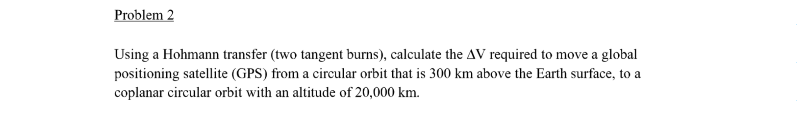 Problem 2
Using a Hohmann transfer (two tangent burns), calculate the ΔV required to move a global
positioning satellite (GPS) from a circular orbit that is 300 km above the Earth surface, to a
coplanar circular orbit with an altitude of 20,000 km.